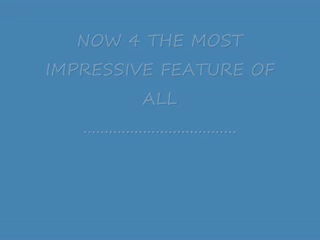 NOW 4 THE MOST
IMPRESSIVE FEATURE OF
ALL
....................................